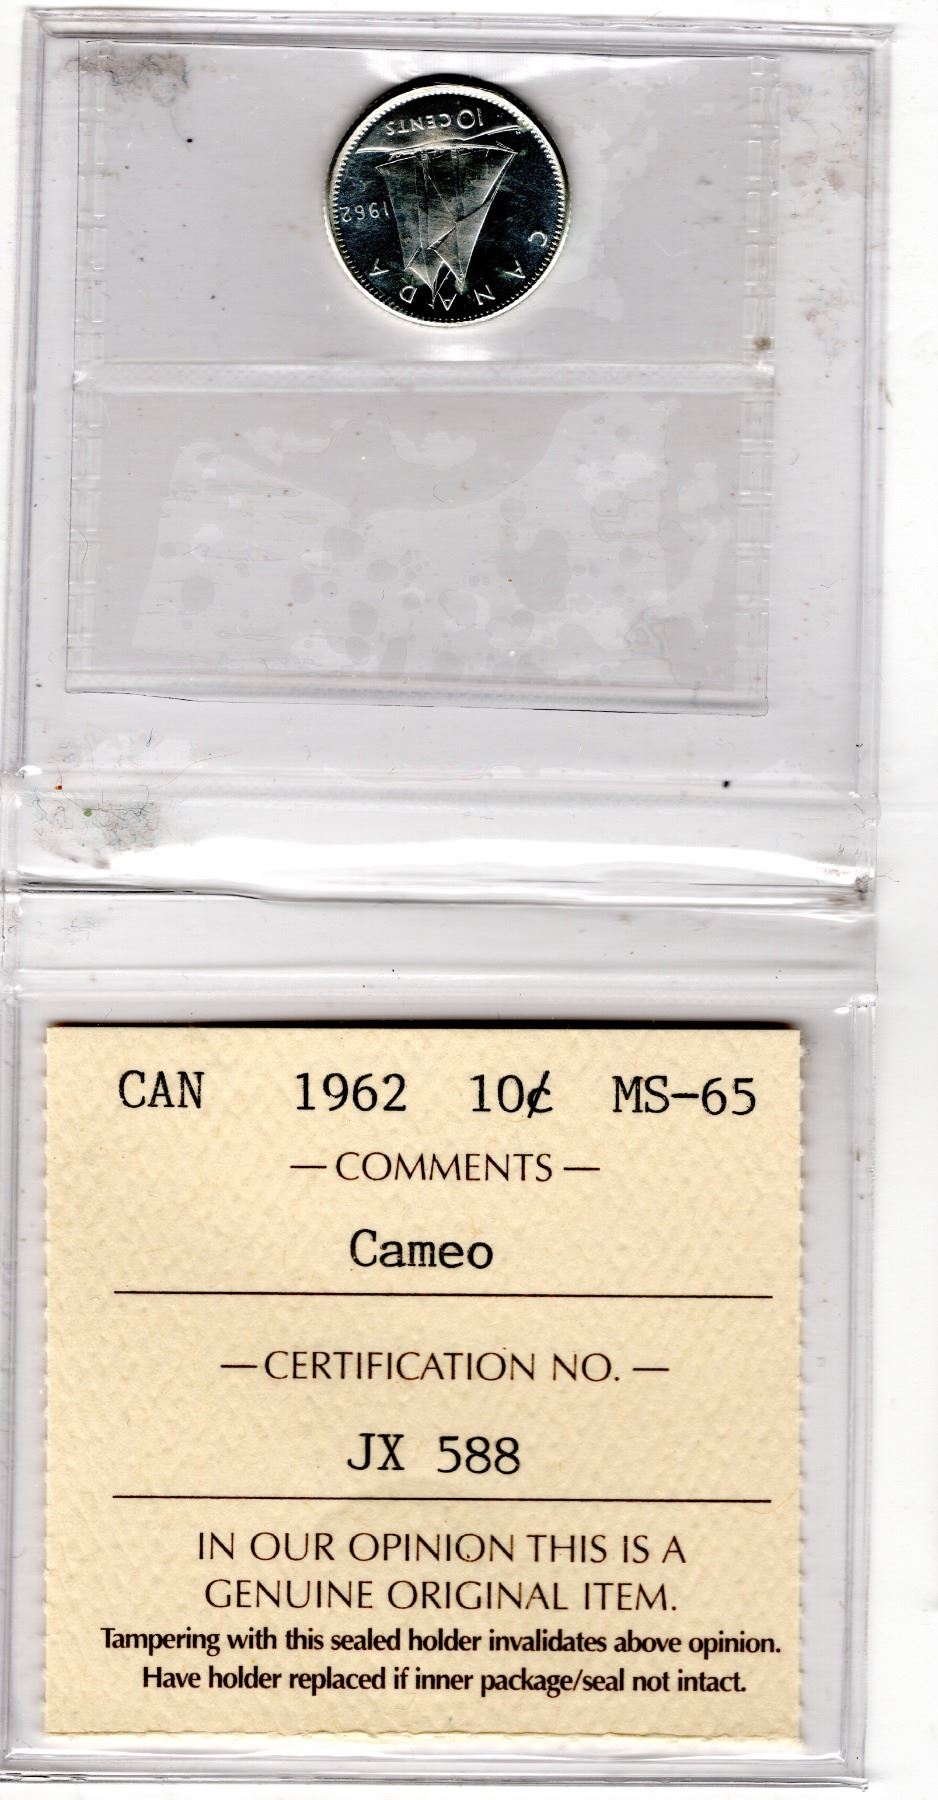 10 CENTS
1962
CANADA
CAN 1962 10¢ MS-65
— COMMENTS —
Cameo
— CERTIFICATION NO. —
JX 588
IN OUR OPINION THIS IS A
GENUINE ORIGINAL ITEM.
Tampering with this sealed holder invalidates above opinion.
Have holder replaced if inner package/seal not intact.